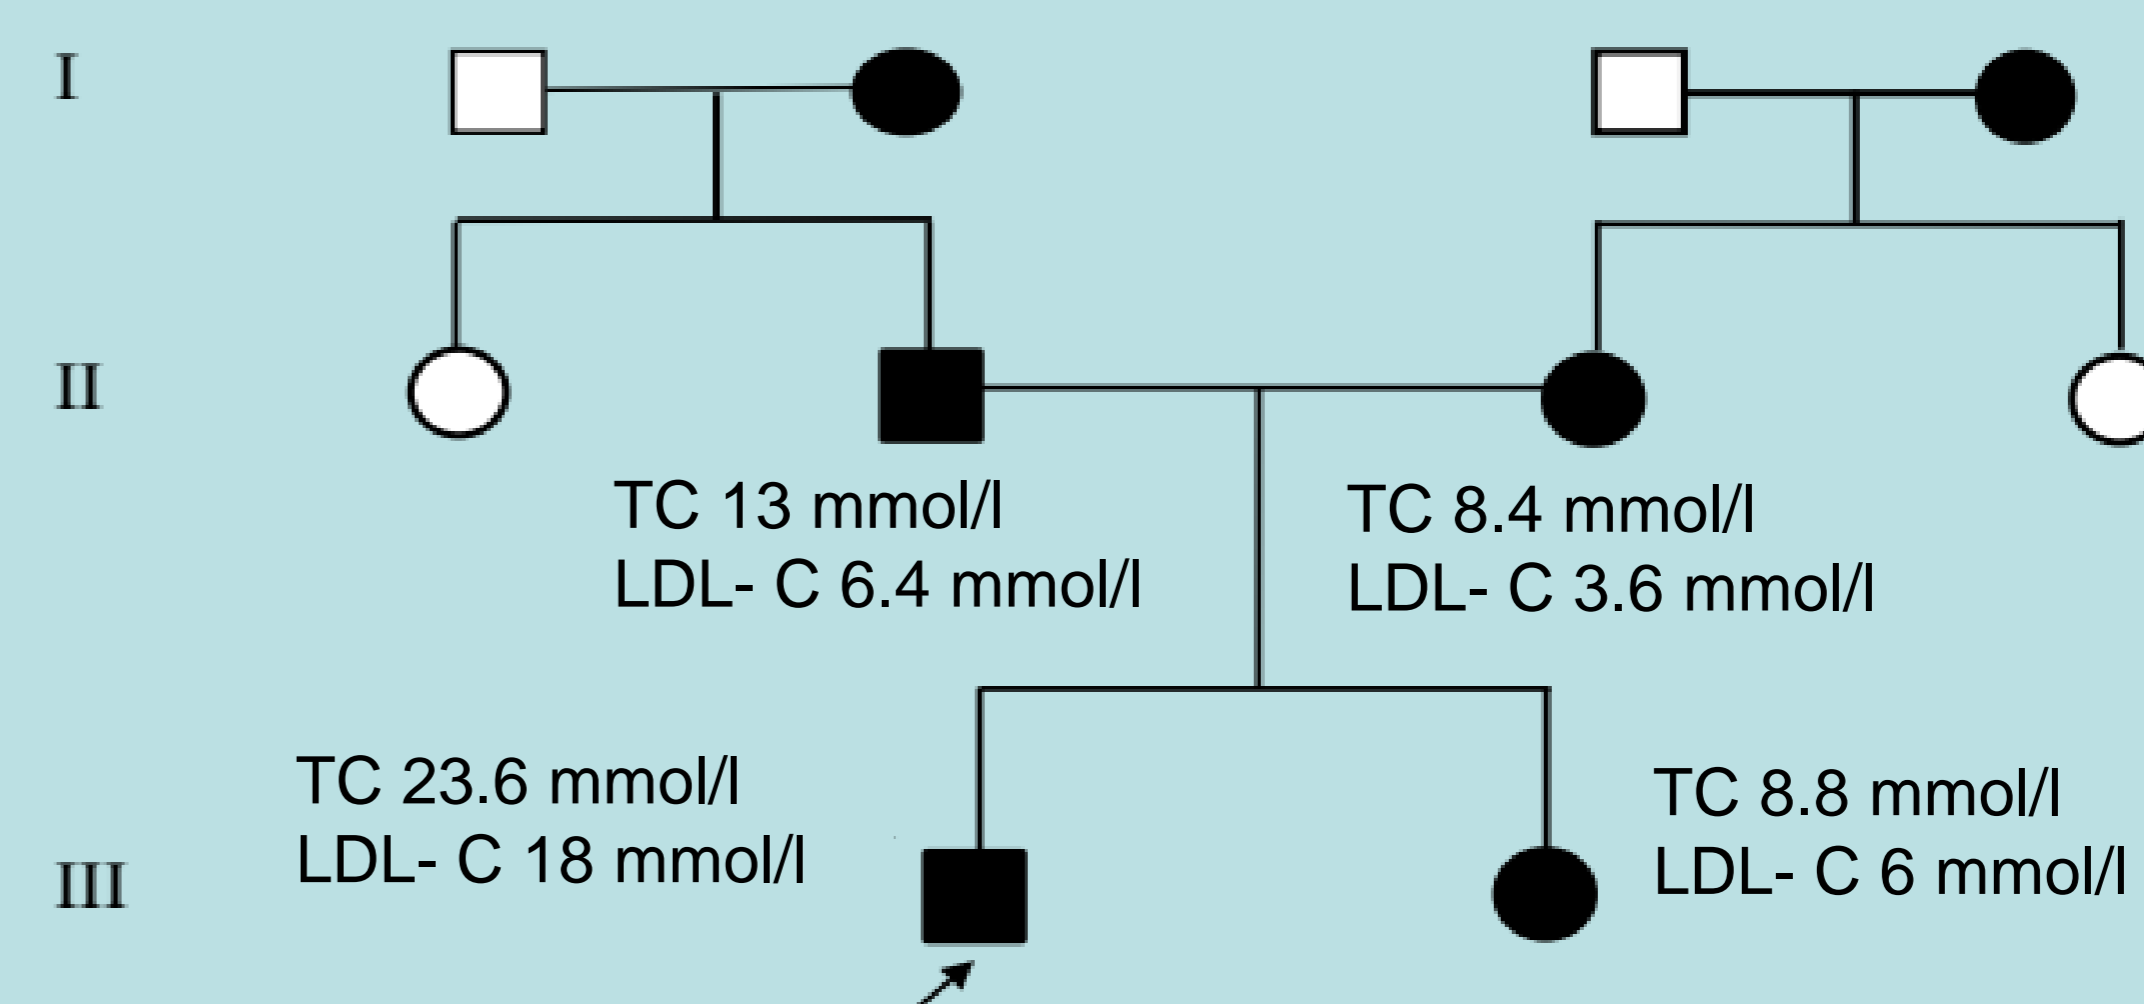 I
II
TC 13 mmol/l
LDL- C 6.4 mmol/l
TC 8.4 mmol/l
LDL- C 3.6 mmol/l
TC 23.6 mmol/l
LDL- C 18 mmol/l
TC 8.8 mmol/l
LDL- C 6 mmol/l
III